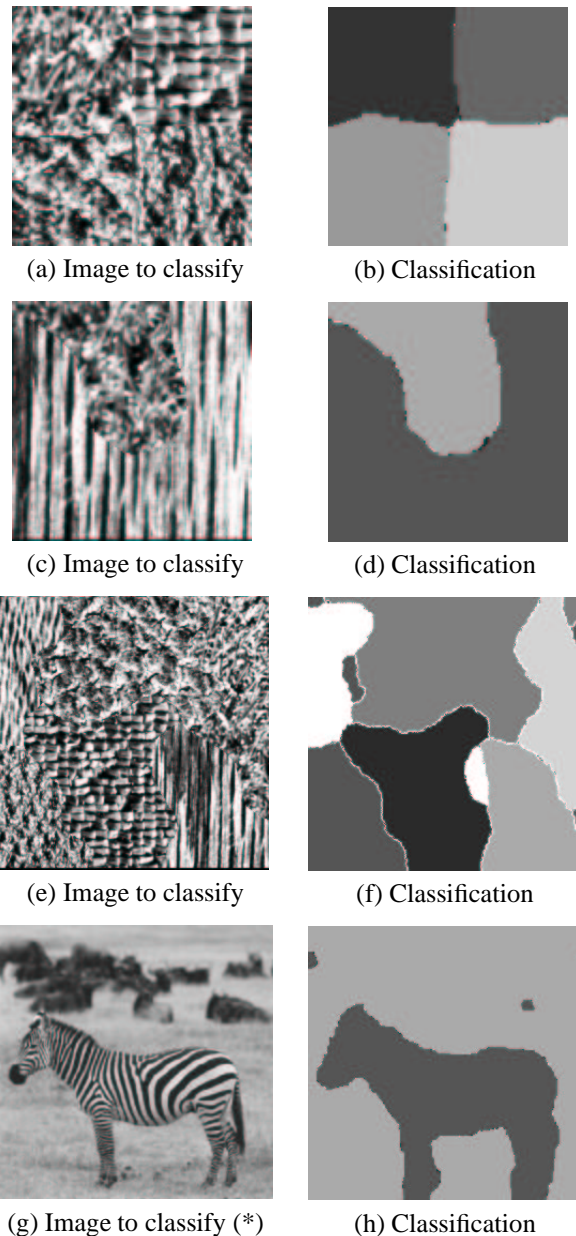 (a) Image to classify
(b) Classification
(c) Image to classify
(d) Classification
(e) Image to classify
(f) Classification
(g) Image to classify (*)
(h) Classification